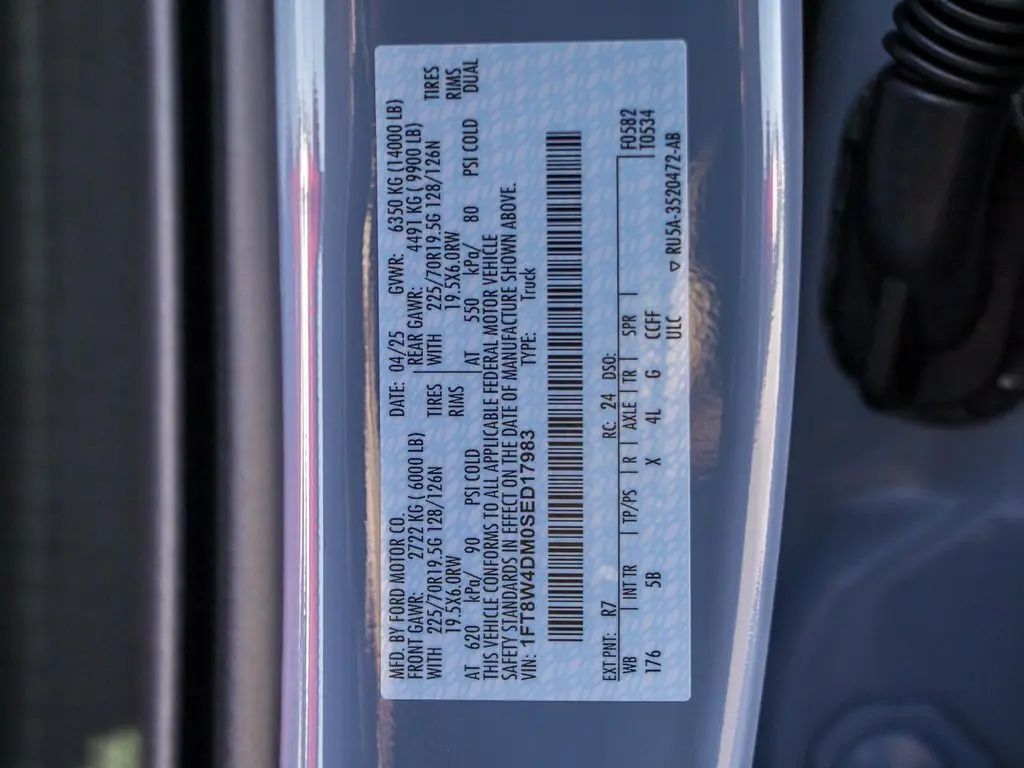 MFD. BY FORD MOTOR CO. DATE: 04/25 GVWR: 6350 KG (14000 LB)
FRONT GAWR: 2722 KG ( 6000 LB) REAR GAWR: 4491 KG ( 9900 LB)
WITH 225/70R19.5G 128/126N TIRES WITH 225/70R19.5G 128/126N TIRES
19.5X6.0RW RIMS 19.5X6.0RW RIMS
AT 620 kPa/ 90 PSI COLD AT 550 kPa/ 80 PSI COLD DUAL
THIS VEHICLE CONFORMS TO ALL APPLICABLE FEDERAL MOTOR VEHICLE
SAFETY STANDARDS IN EFFECT ON THE DATE OF MANUFACTURE SHOWN ABOVE.
VIN: 1FT8W4DM0SED17983 TYPE: Truck
EXT PNT: R7 RC: 24 DSO: F0582
WB INT TR TP/PS R AXLE TR SPR T0534
176 5B X 4L G CCFF
ULC ▽ RU5A-3520472-AB